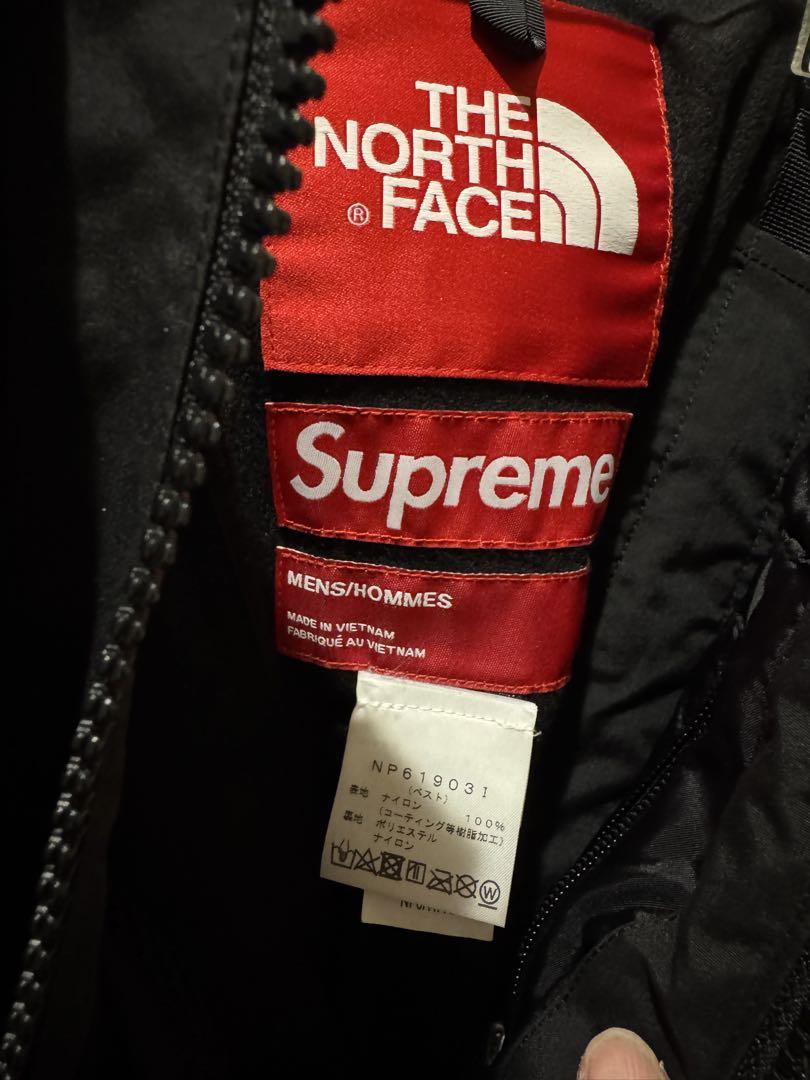 THE
NORTH
FACE
®
Supreme
MENS/HOMMES
MADE IN VIETNAM
FABRIQUÉ AU VIETNAM
NP61903I
(ベスト)
表地 ナイロン 100%
(コーティング等樹脂加工)
裏地 ポリエステル
ナイロン
W